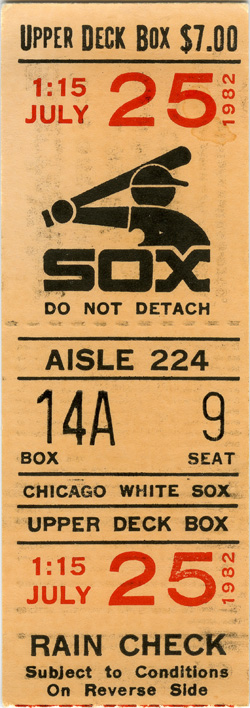 UPPER DECK BOX $7.00
1:15 JULY 25 1982
SOX
DO NOT DETACH
AISLE 224
14A 9
BOX SEAT
CHICAGO WHITE SOX
UPPER DECK BOX
1:15 JULY 25 1982
RAIN CHECK
Subject to Conditions
On Reverse Side